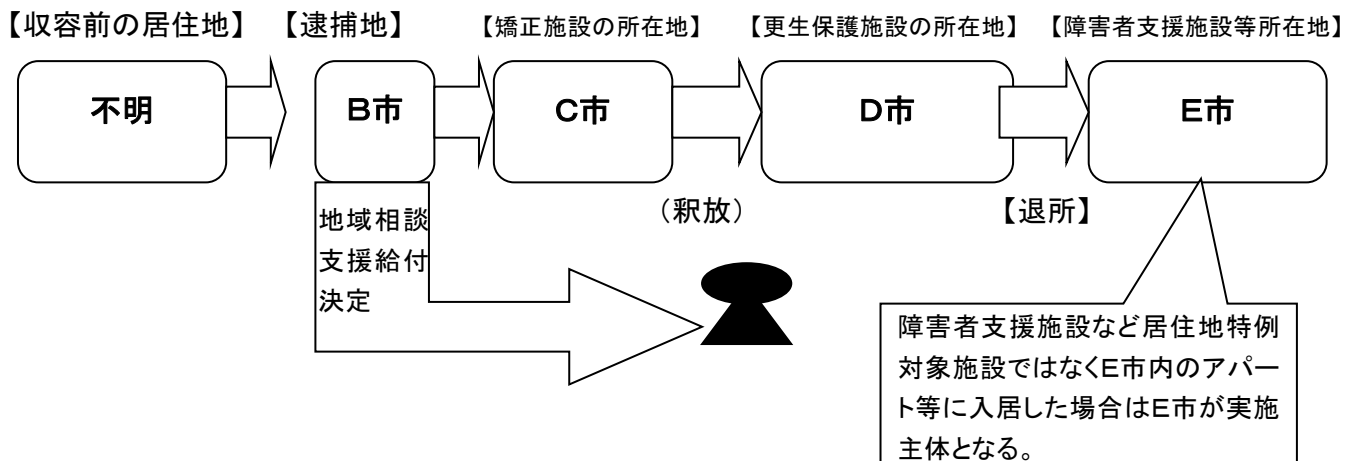 【収容前の居住地】 【逮捕地】 【矯正施設の所在地】 【更生保護施設の所在地】 【障害者支援施設等所在地】
不明 B市 C市 D市 E市
（釈放） 【退所】
地域相談
支援給付
決定
障害者支援施設など居住地特例
対象施設ではなくE市内のアパー
ト等に入居した場合はE市が実施
主体となる。